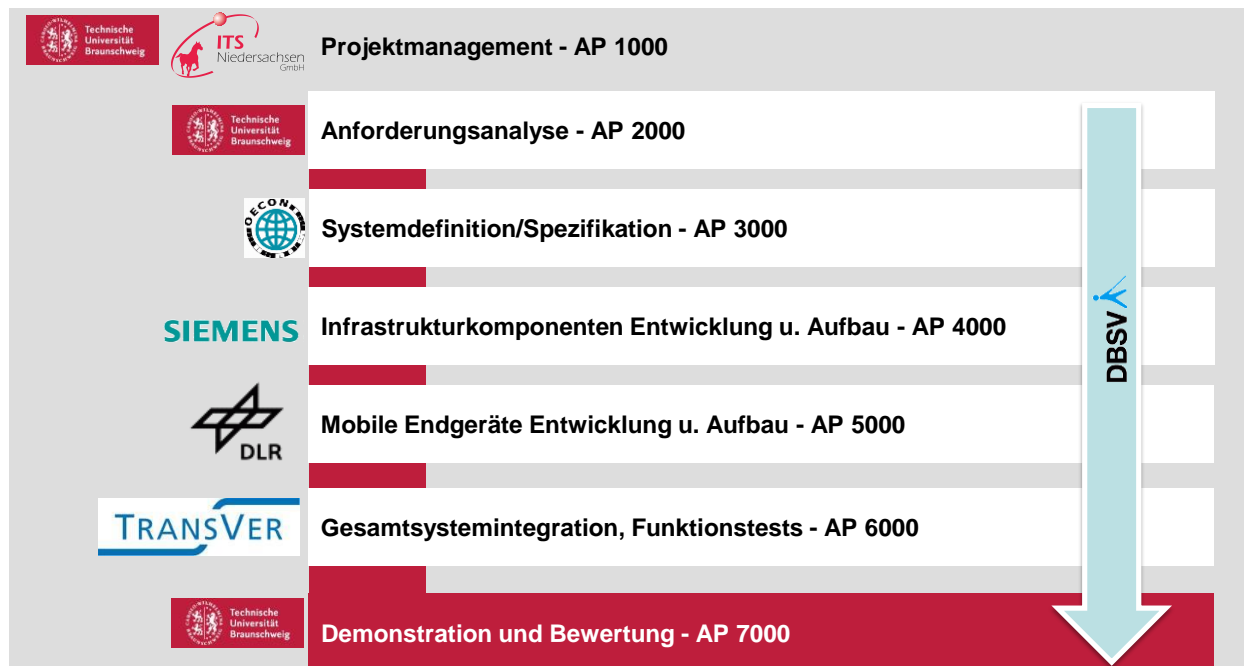 Technische
Universität
Braunschweig
ITS
Niedersachsen
GmbH
Projektmanagement - AP 1000
Technische
Universität
Braunschweig
Anforderungsanalyse - AP 2000
OECON
Systemdefinition/Spezifikation - AP 3000
SIEMENS
Infrastrukturkomponenten Entwicklung u. Aufbau - AP 4000
DLR
Mobile Endgeräte Entwicklung u. Aufbau - AP 5000
TRANSVER
Gesamtsystemintegration, Funktionstests - AP 6000
Technische
Universität
Braunschweig
Demonstration und Bewertung - AP 7000
DBSV